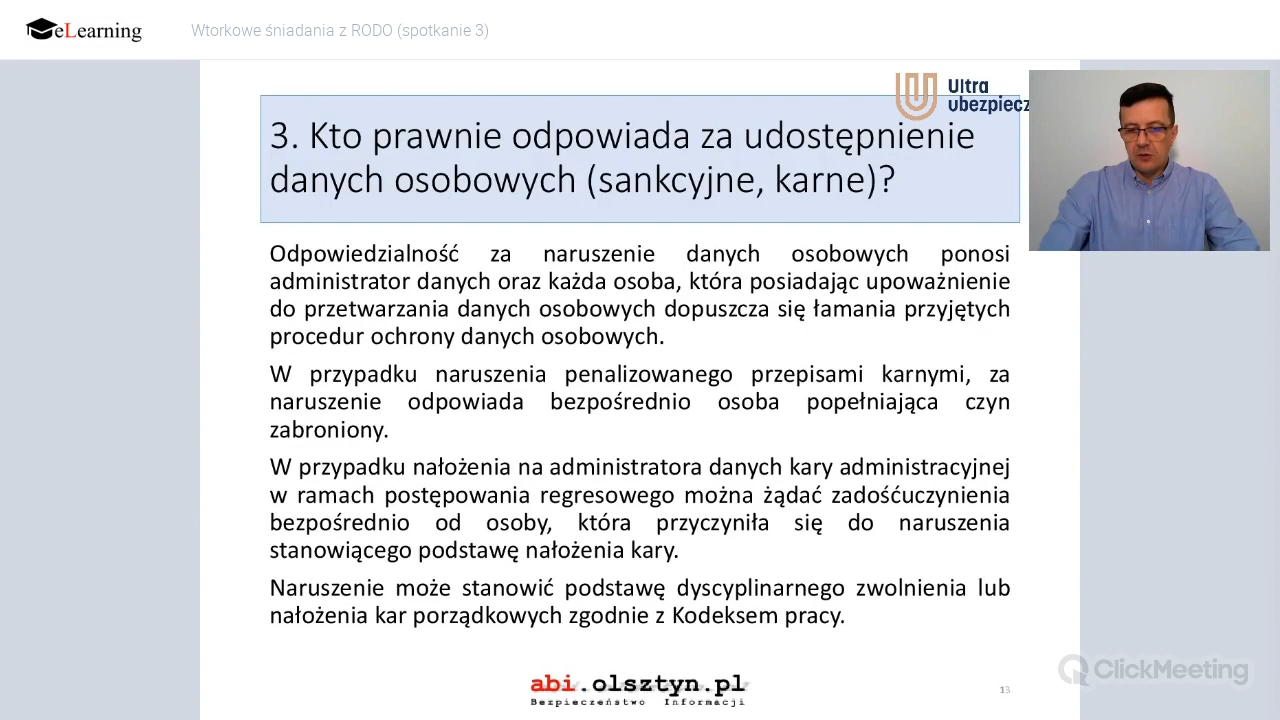 eLearning
Wtorkowe śniadania z RODO (spotkanie 3)
Ultra
ubezpiecz
3. Kto prawnie odpowiada za udostępnienie
danych osobowych (sankcyjne, karne)?
Odpowiedzialność za naruszenie danych osobowych ponosi
administrator danych oraz każda osoba, która posiadając upoważnienie
do przetwarzania danych osobowych dopuszcza się łamania przyjętych
procedur ochrony danych osobowych.
W przypadku naruszenia penalizowanego przepisami karnymi, za
naruszenie odpowiada bezpośrednio osoba popełniająca czyn
zabroniony.
W przypadku nałożenia na administratora danych kary administracyjnej
w ramach postępowania regresowego można żądać zadośćuczynienia
bezpośrednio od osoby, która przyczyniła się do naruszenia
stanowiącego podstawę nałożenia kary.
Naruszenie może stanowić podstawę dyscyplinarnego zwolnienia lub
nałożenia kar porządkowych zgodnie z Kodeksem pracy.
abi.olsztyn.pl
Bezpieczeństwo Informacji
13
ClickMeeting